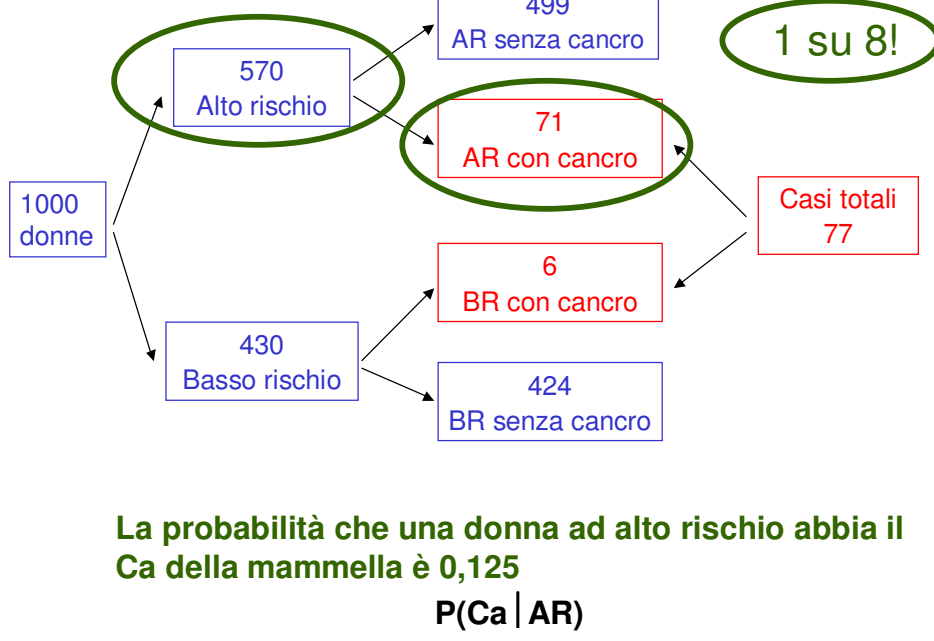 499
AR senza cancro
1 su 8!
570
Alto rischio
71
AR con cancro
1000
donne
Casi totali
77
6
BR con cancro
430
Basso rischio
424
BR senza cancro
La probabilità che una donna ad alto rischio abbia il
Ca della mammella è 0,125
P(Ca|AR)